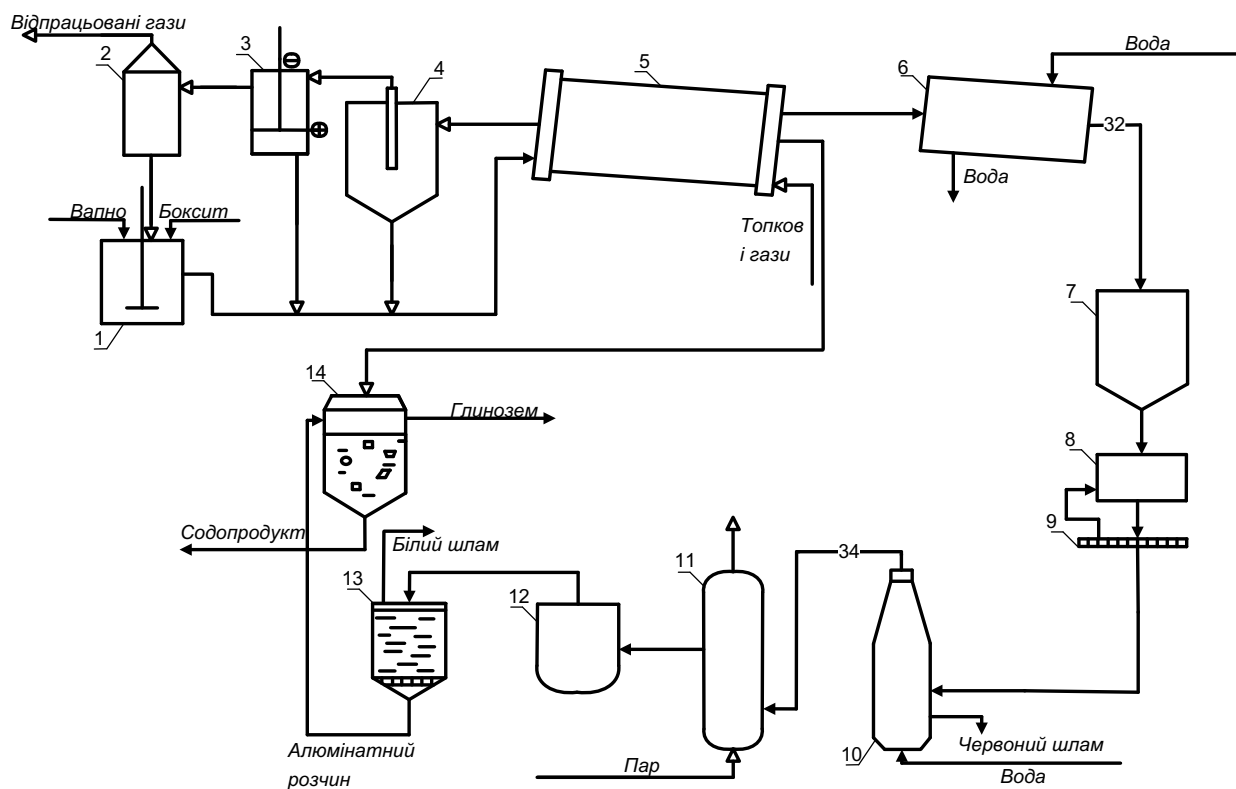 Відпрацьовані гази
3
2
4
5
6
Вода
32
Вода
Вапно
Боксит
Топков
і гази
1
7
14
Глинозем
8
9
Содопродукт
Білий шлам
34
11
12
13
10
Червоний шлам
Вода
Пар
Алюмінатний
розчин